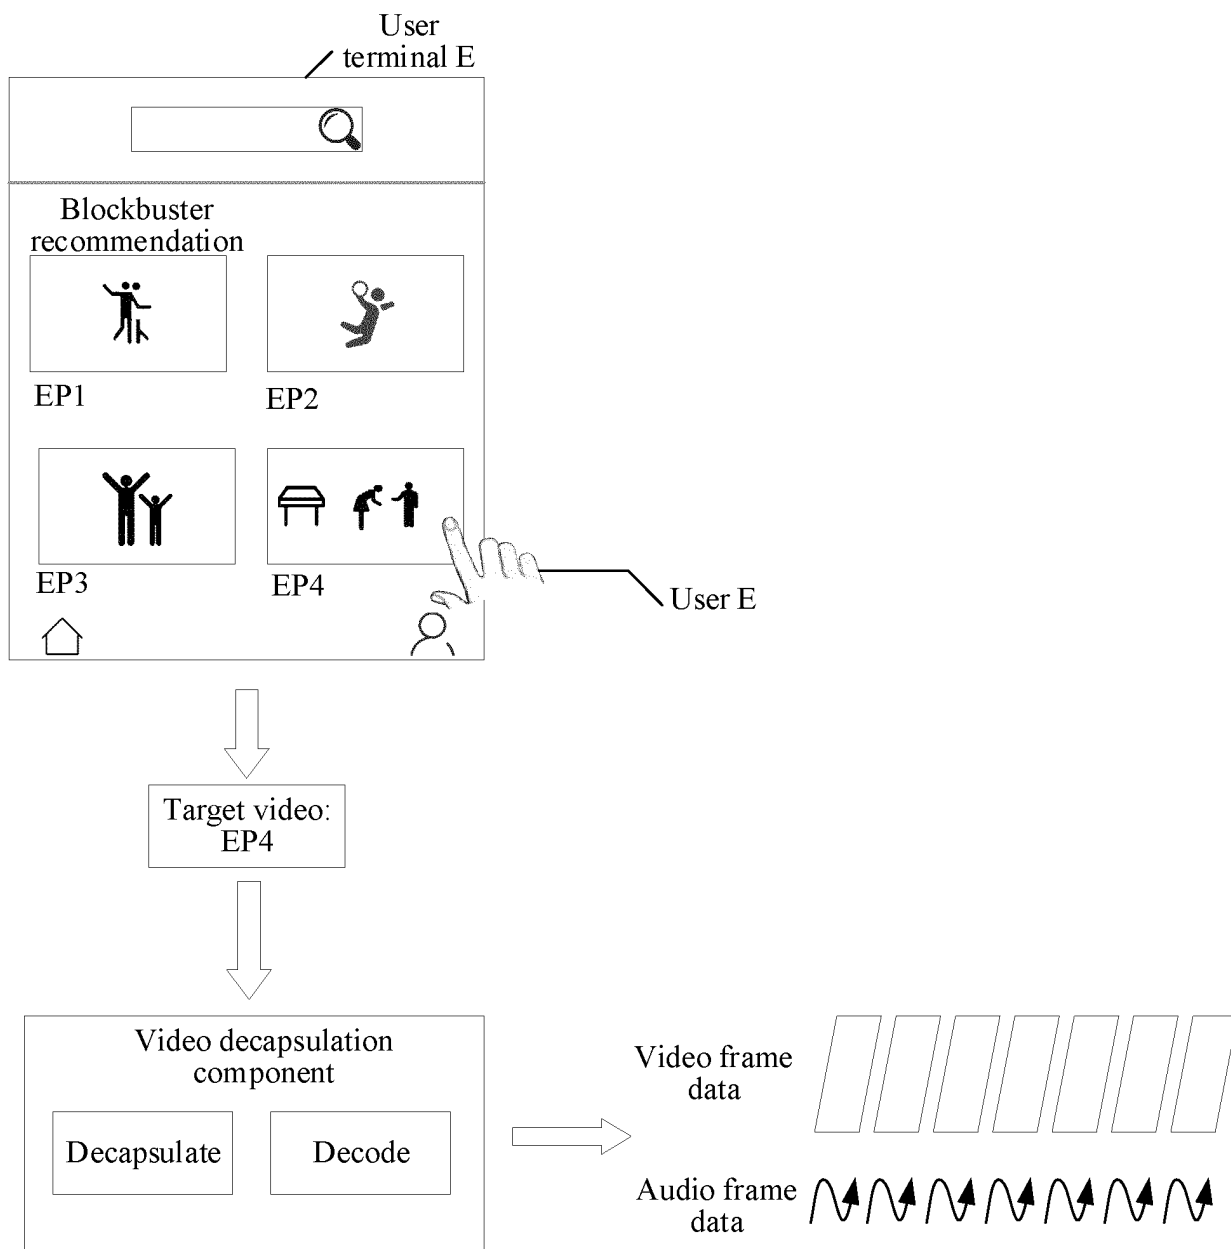 User
terminal E
Blockbuster
recommendation
EP1
EP2
EP3
EP4
User E
Target video:
EP4
Video decapsulation
component
Decapsulate
Decode
Video frame
data
Audio frame
data